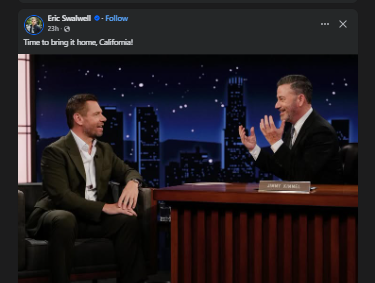 Eric Swalwell · Follow
23h ·
Time to bring it home, California!
JIMMY KIMMEL